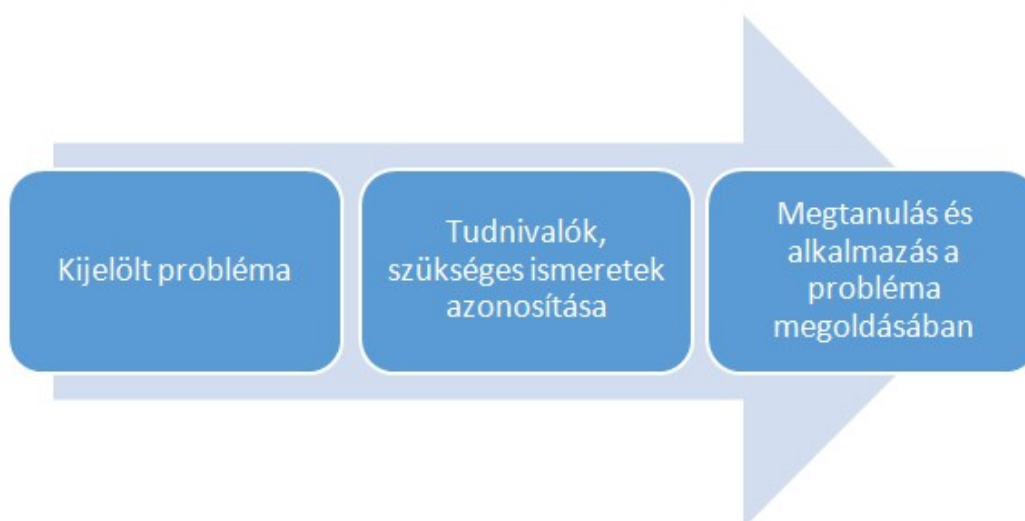 Kijelölt probléma
Tudnivalók,
szükséges ismeretek
azonosítása
Megtanulás és
alkalmazás a
probléma
megoldásában